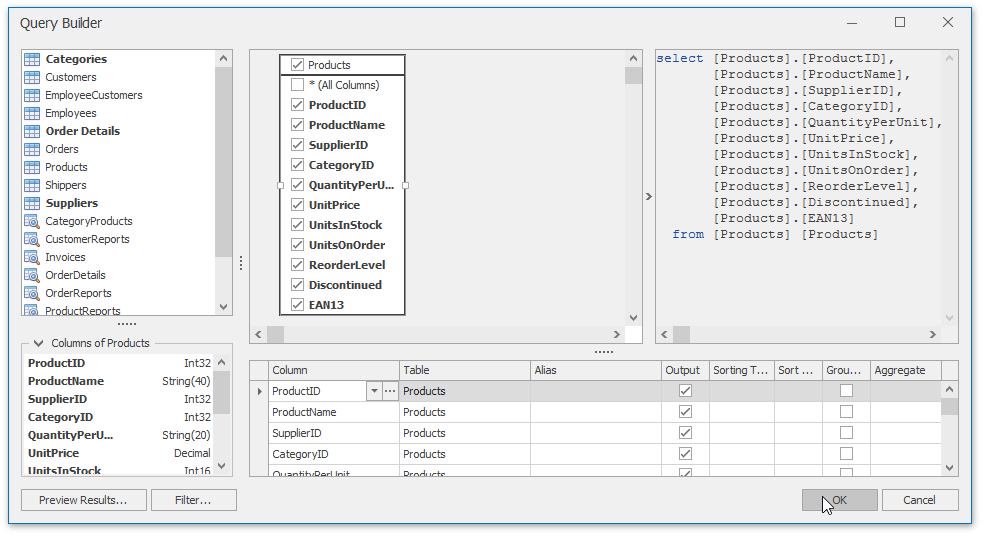 Query Builder
Categories
Customers
EmployeeCustomers
Employees
Order Details
Orders
Products
Shippers
Suppliers
CategoryProducts
CustomerReports
Invoices
OrderDetails
OrderReports
ProductReports
Columns of Products
ProductID Int32
ProductName String(40)
SupplierID Int32
CategoryID Int32
QuantityPerU... String(20)
UnitPrice Decimal
UnitsInStock Int16
Products
* (All Columns)
ProductID
ProductName
SupplierID
CategoryID
QuantityPerU...
UnitPrice
UnitsInStock
UnitsOnOrder
ReorderLevel
Discontinued
EAN13
select [Products].[ProductID],
[Products].[ProductName],
[Products].[SupplierID],
[Products].[CategoryID],
[Products].[QuantityPerUnit],
[Products].[UnitPrice],
[Products].[UnitsInStock],
[Products].[UnitsOnOrder],
[Products].[ReorderLevel],
[Products].[Discontinued],
[Products].[EAN13]
from [Products] [Products]
Column Table Alias Output Sorting T... Sort ... Grou... Aggregate
ProductID ... Products
ProductName Products
SupplierID Products
CategoryID Products
QuantityPerUnit Products
Preview Results... Filter... OK Cancel